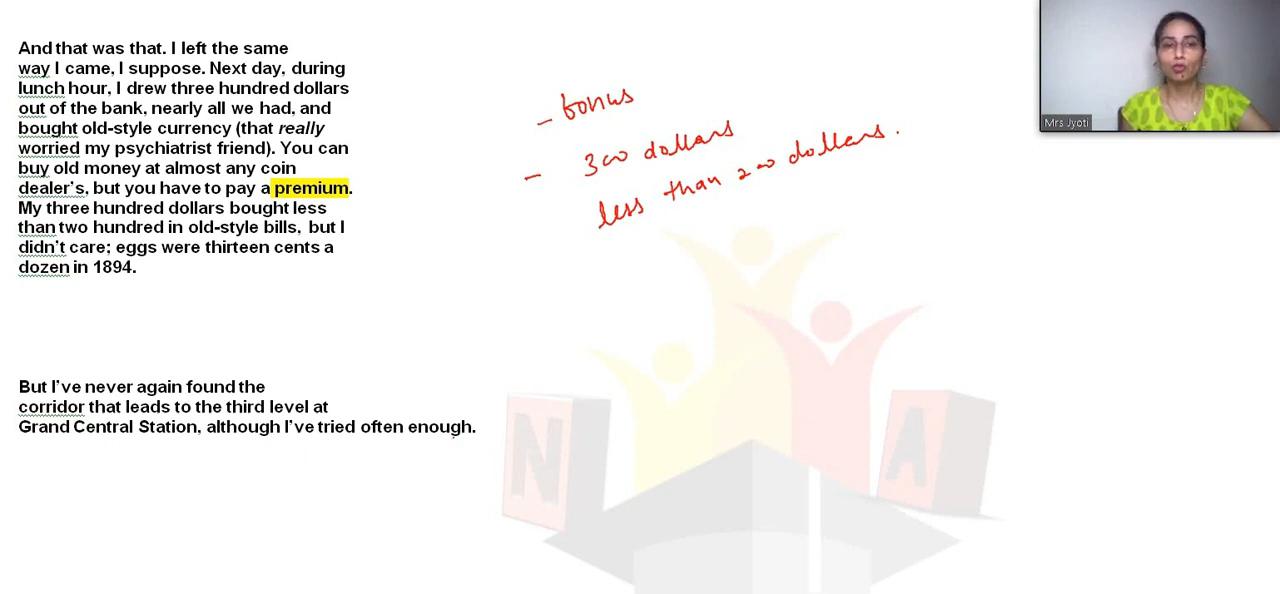 And that was that. I left the same
way I came, I suppose. Next day, during
lunch hour, I drew three hundred dollars
out of the bank, nearly all we had, and
bought old-style currency (that really
worried my psychiatrist friend). You can
buy old money at almost any coin
dealer's, but you have to pay a premium.
My three hundred dollars bought less
than two hundred in old-style bills, but I
didn't care; eggs were thirteen cents a
dozen in 1894.
- bonus
- 300 dollars
less than 200 dollars.
Mrs Jyoti
But I've never again found the
corridor that leads to the third level at
Grand Central Station, although I've tried often enough.
N
A